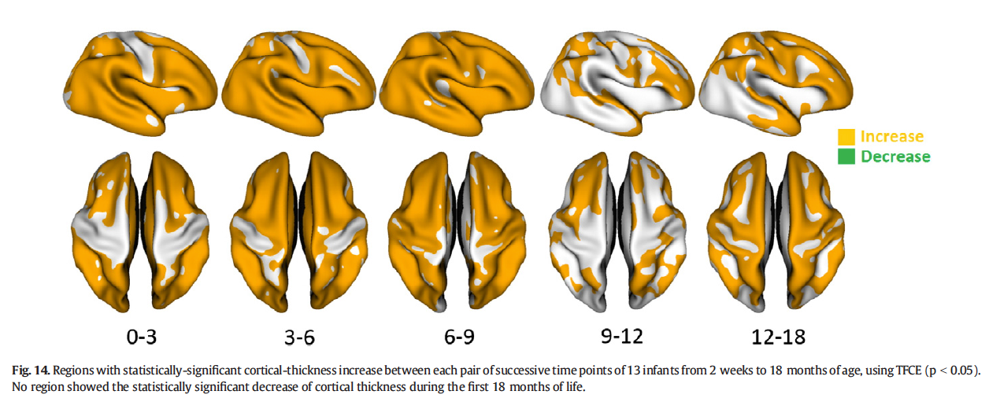 Increase
Decrease
0-3 3-6 6-9 9-12 12-18
Fig. 14. Regions with statistically-significant cortical-thickness increase between each pair of successive time points of 13 infants from 2 weeks to 18 months of age, using TFCE (p < 0.05).
No region showed the statistically significant decrease of cortical thickness during the first 18 months of life.